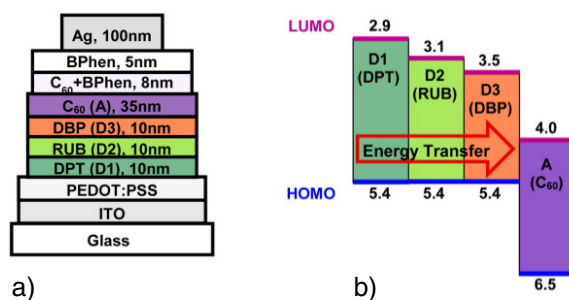 Ag, 100nm
BPhen, 5nm
C60+BPhen, 8nm
C60 (A), 35nm
DBP (D3), 10nm
RUB (D2), 10nm
DPT (D1), 10nm
PEDOT:PSS
ITO
Glass
a)
LUMO
2.9
3.1
3.5
4.0
D1
(DPT)
D2
(RUB)
D3
(DBP)
A
(C60)
Energy Transfer
HOMO
5.4
5.4
5.4
6.5
b)